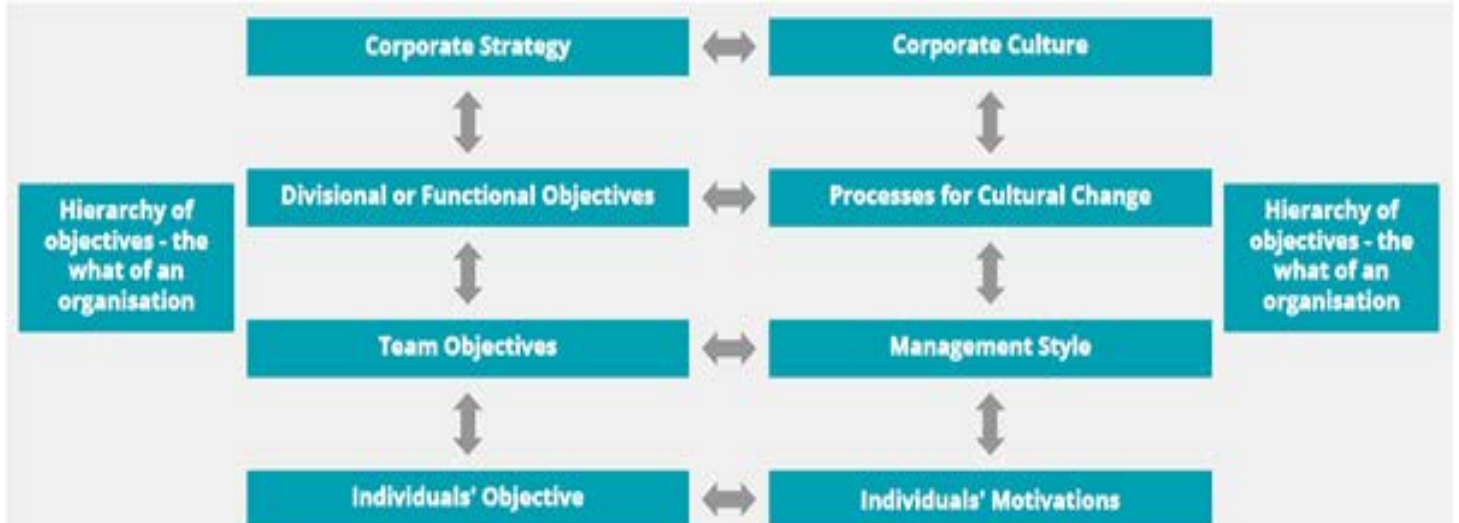 Corporate Strategy
Corporate Culture
Divisional or Functional Objectives
Processes for Cultural Change
Hierarchy of
objectives - the
what of an
organisation
Hierarchy of
objectives - the
what of an
organisation
Team Objectives
Management Style
Individuals' Objective
Individuals' Motivations